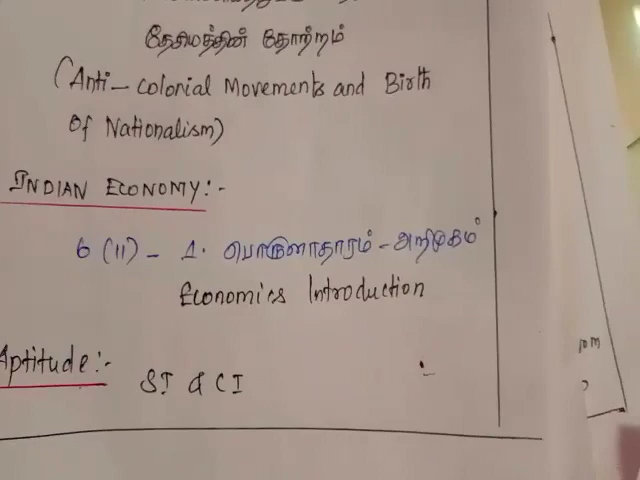 தேசியத்தின் தோற்றம்
(Anti - Colonial Movements and Birth
Of Nationalism)
INDIAN ECONOMY:-
6 (II) - 1. பொருளாதாரம் - அறிமுகம்
Economics Introduction
Aptitude:-
SI & CI
10 m
?